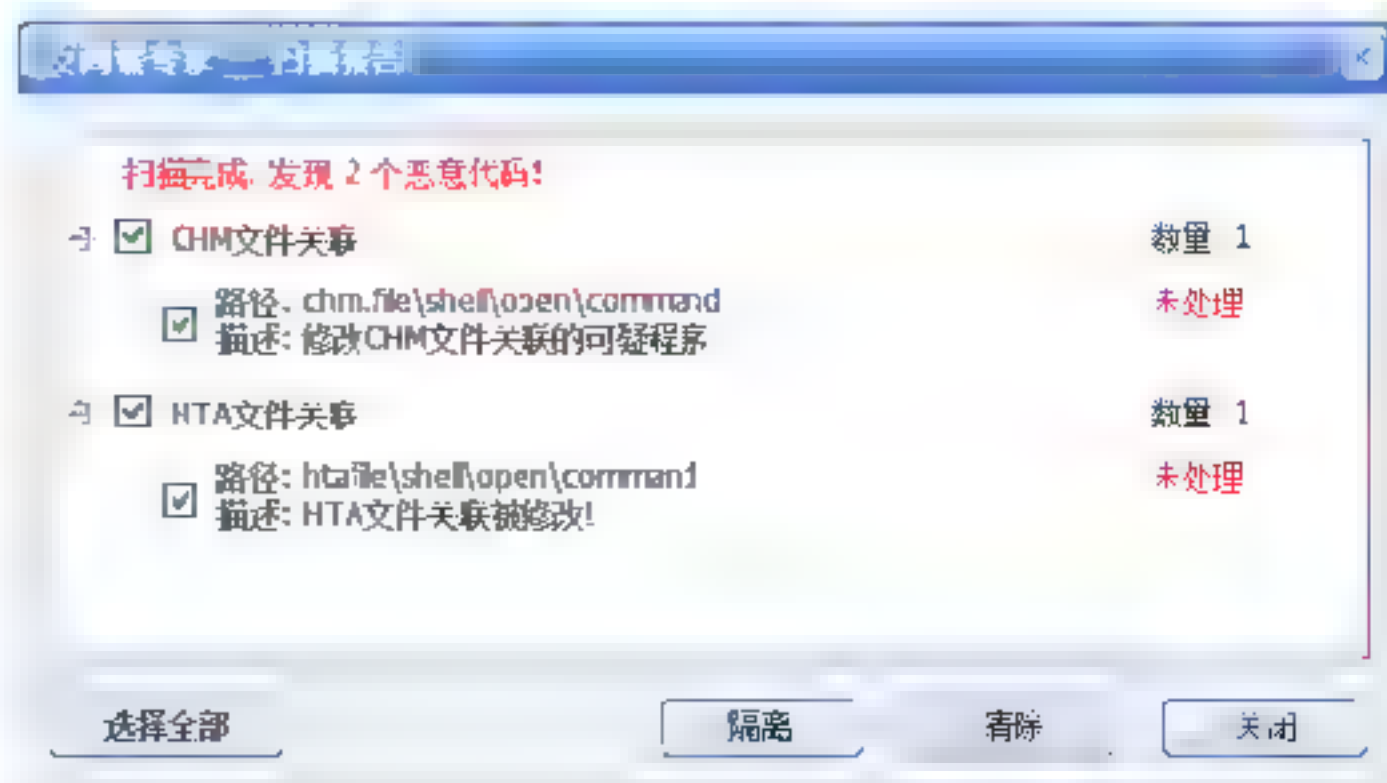 扫描完成, 发现 2 个恶意代码!
CHM文件关联 数量 1
路径: chm.file\shell\open\command 未处理
描述: 修改CHM文件关联的可疑程序
HTA文件关联 数量 1
路径: htafile\shell\open\command 未处理
描述: HTA文件关联被修改!
选择全部 隔离 清除 关闭